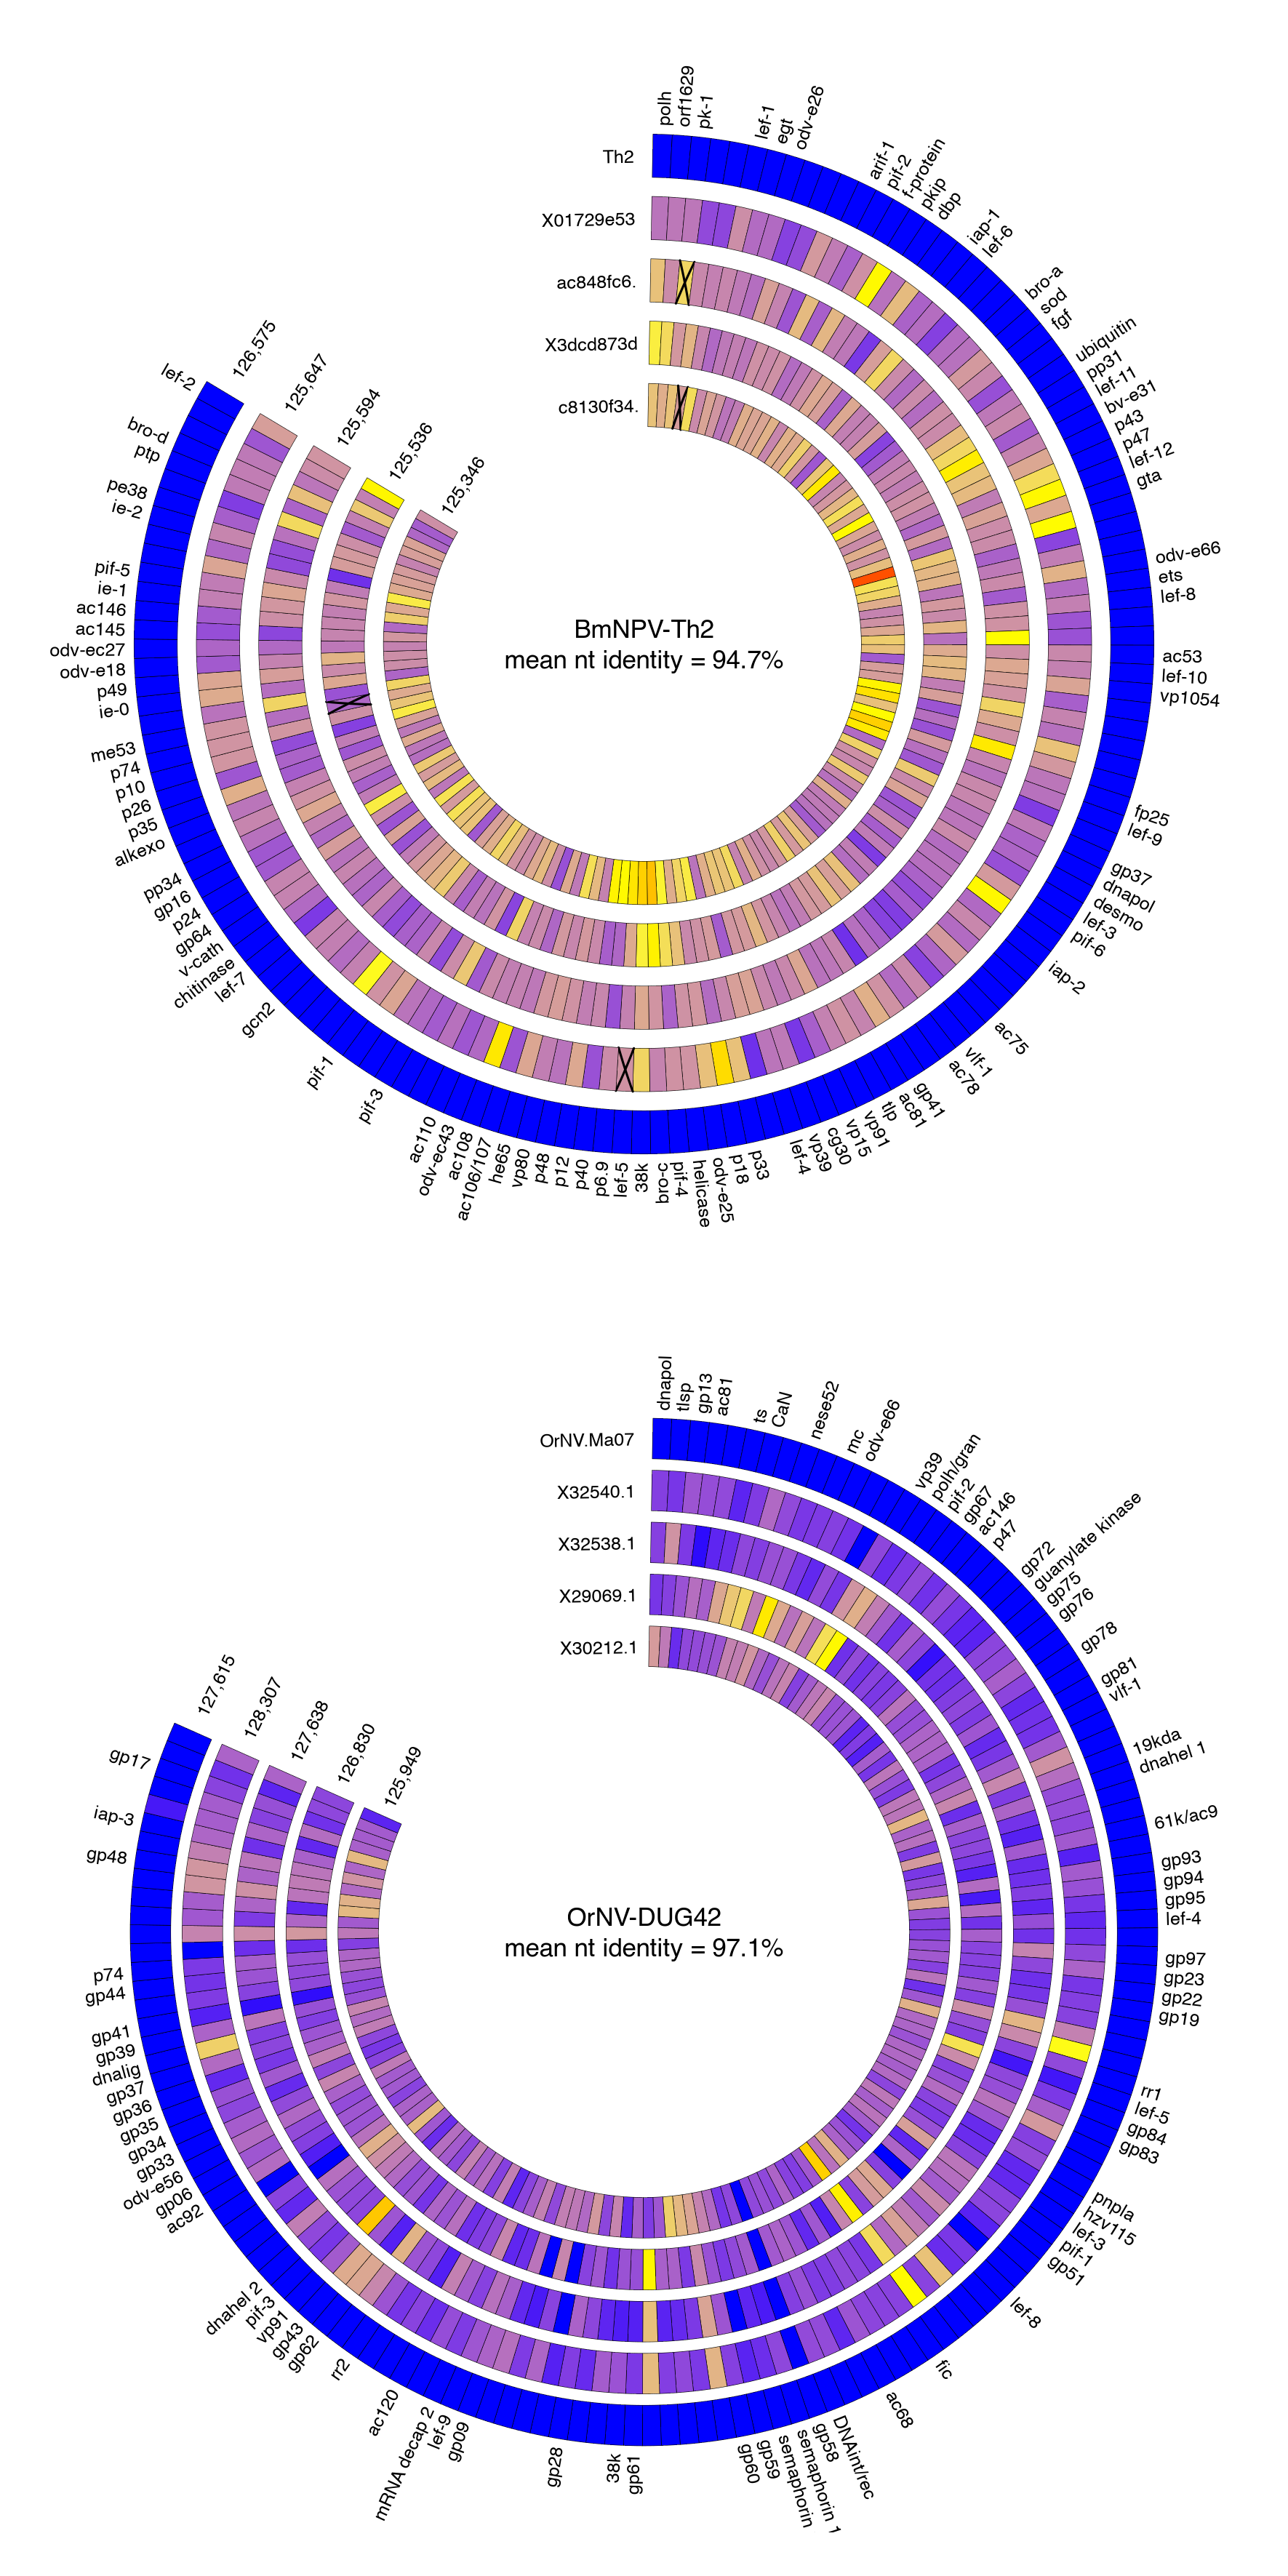 polh
orf1629
pk-1
lef-1
egt
odv-e26
arif-1
pif-2
f-protein
pkip
dbp
iap-1
lef-6
bro-a
sod
fgf
ubiquitin
pp31
lef-11
bv-e31
p43
p47
lef-12
gta
odv-e66
ets
lef-8
ac53
lef-10
vp1054
fp25
lef-9
gp37
dnapol
desmo
lef-3
pif-6
iap-2
ac75
vlf-1
ac78
gp41
ac81
tlp
vp91
vp15
cg30
vp39
lef-4
p33
p18
odv-e25
helicase
pif-4
bro-c
38k
lef-5
p6.9
p40
p12
p48
vp80
he65
ac106/107
ac108
odv-ec43
ac110
pif-3
pif-1
gcn2
lef-7
chitinase
v-cath
gp64
p24
gp16
pp34
alkexo
p35
p26
p10
p74
me53
ie-0
p49
odv-e18
odv-ec27
ac145
ac146
ie-1
pif-5
ie-2
pe38
ptp
bro-d
lef-2
Th2
X01729e53
ac848fc6.
X3dcd873d
c8130f34.
126,575
125,647
125,594
125,536
125,346
BmNPV-Th2
mean nt identity = 94.7%
dnapol
tlsp
gp13
ac81
ts
CaN
nese52
mc
odv-e66
vp39
polh/gran
pif-2
gp67
ac146
p47
gp72
guanylate kinase
gp75
gp76
gp78
gp81
vlf-1
19kda
dnahel 1
61k/ac9
gp93
gp94
gp95
lef-4
gp97
gp23
gp22
gp19
rr1
lef-5
gp84
gp83
pnpla
hzv115
lef-3
pif-1
gp51
lef-8
fic
ac68
DNAint/rec
gp58
semaphorin 1
semaphorin
gp59
gp60
gp61
38k
gp28
gp09
lef-9
mRNA decap 2
ac120
rr2
gp62
gp43
vp91
pif-3
dnahel 2
ac92
gp06
odv-e56
gp33
gp34
gp35
gp36
gp37
dnalig
gp39
gp41
gp44
p74
gp48
iap-3
gp17
OrNV.Ma07
X32540.1
X32538.1
X29069.1
X30212.1
127,615
128,307
127,638
126,830
125,949
OrNV-DUG42
mean nt identity = 97.1%